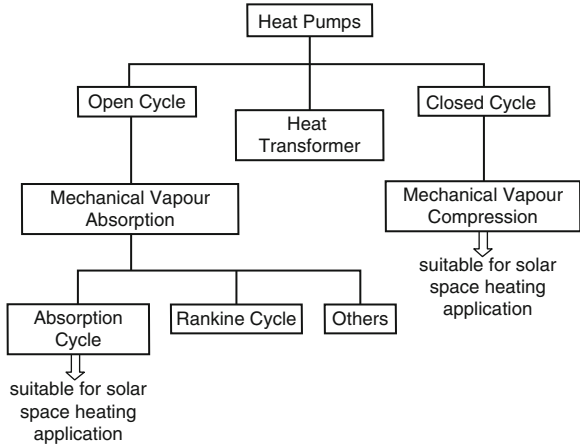 Heat Pumps
Open Cycle
Heat
Transformer
Closed Cycle
Mechanical Vapour
Absorption
Mechanical Vapour
Compression
suitable for solar
space heating
application
Absorption
Cycle
Rankine Cycle
Others
suitable for solar
space heating
application